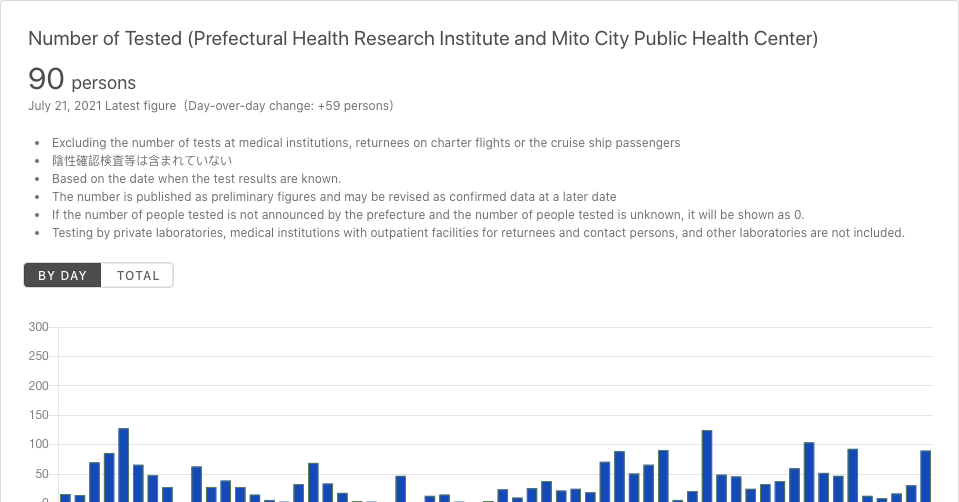 Number of Tested (Prefectural Health Research Institute and Mito City Public Health Center)
90 persons
July 21, 2021 Latest figure (Day-over-day change: +59 persons)
• Excluding the number of tests at medical institutions, returnees on charter flights or the cruise ship passengers
• 陰性確認検査等は含まれていない
• Based on the date when the test results are known.
• The number is published as preliminary figures and may be revised as confirmed data at a later date
• If the number of people tested is not announced by the prefecture and the number of people tested is unknown, it will be shown as 0.
• Testing by private laboratories, medical institutions with outpatient facilities for returnees and contact persons, and other laboratories are not included.
BY DAY TOTAL
300
250
200
150
100
50
0